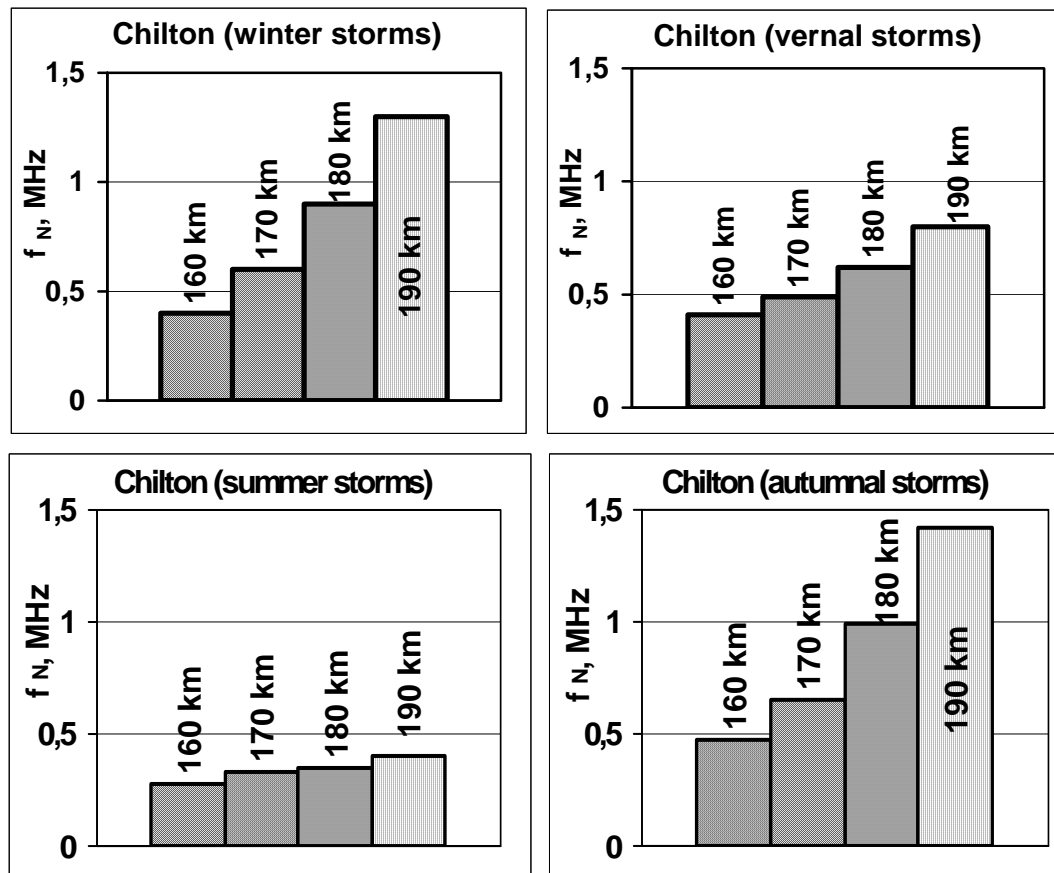 Chilton (winter storms)
1,5
1
0,5
0
f N, MHz
160 km
170 km
180 km
190 km
Chilton (vernal storms)
1,5
1
0,5
0
f N, MHz
160 km
170 km
180 km
190 km
Chilton (summer storms)
1,5
1
0,5
0
f N, MHz
160 km
170 km
180 km
190 km
Chilton (autumnal storms)
1,5
1
0,5
0
f N, MHz
160 km
170 km
180 km
190 km